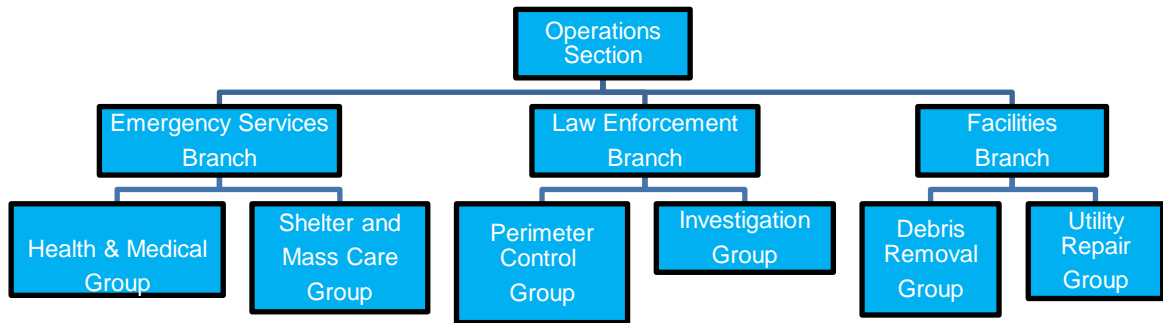 Operations
Section
Emergency Services
Branch
Law Enforcement
Branch
Facilities
Branch
Health & Medical
Group
Shelter and
Mass Care
Group
Perimeter
Control
Group
Investigation
Group
Debris
Removal
Group
Utility
Repair
Group